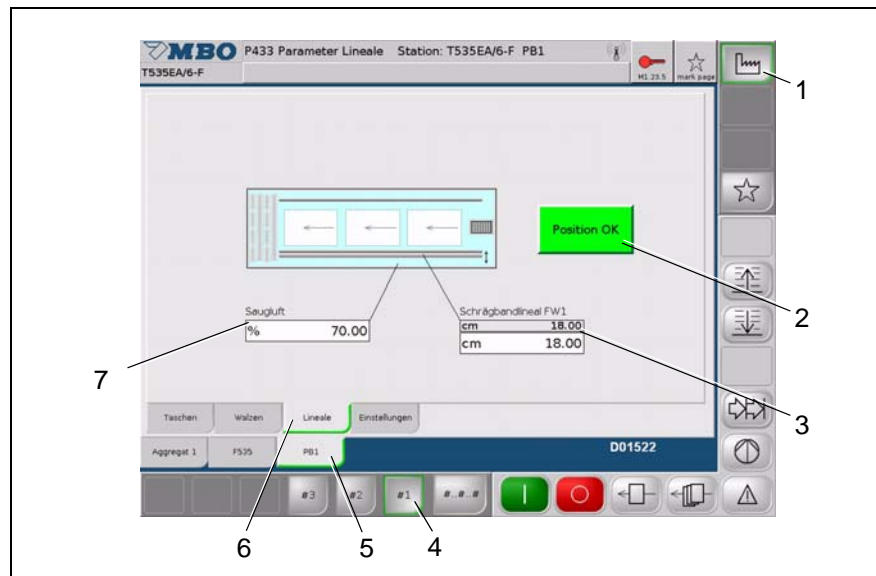 MBO P433 Parameter Lineale Station: T535EA/6-F PB1
T535EA/6-F
M1 23.5
mark page
1
Position OK
2
Saugluft
% 70.00
Schrägbandlineal FW1
cm 18.00
cm 18.00
3
7
Taschen Walzen Lineale Einstellungen
Aggregat 1 F535 PB1 D01522
#3 #2 #1 #..#..#
6 5 4